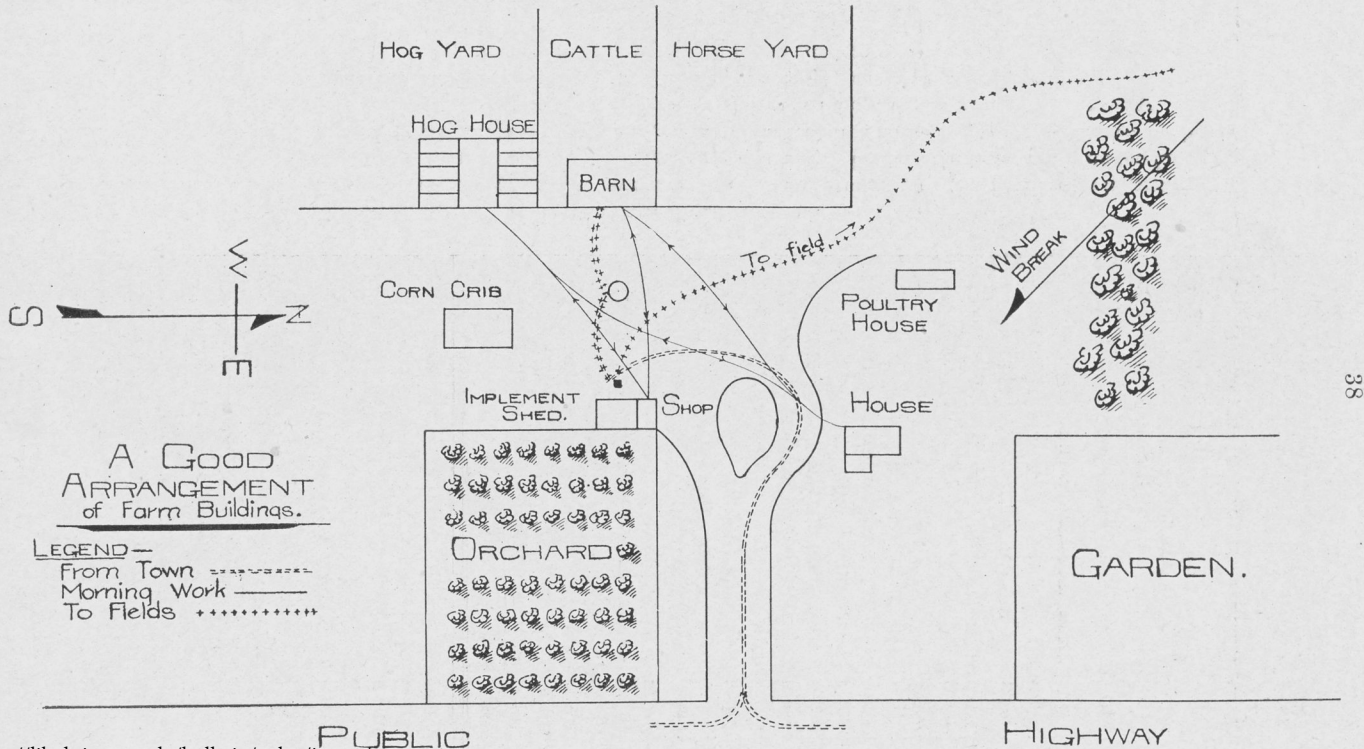 HOG YARD
CATTLE
HORSE YARD
HOG HOUSE
BARN
To field
WIND
BREAK
W
S
N
E
CORN CRIB
POULTRY
HOUSE
IMPLEMENT
SHED.
SHOP
HOUSE
38
A GOOD
ARRANGEMENT
of Farm Buildings.
LEGEND—
From Town
Morning Work
To Fields
ORCHARD
GARDEN.
PUBLIC
HIGHWAY